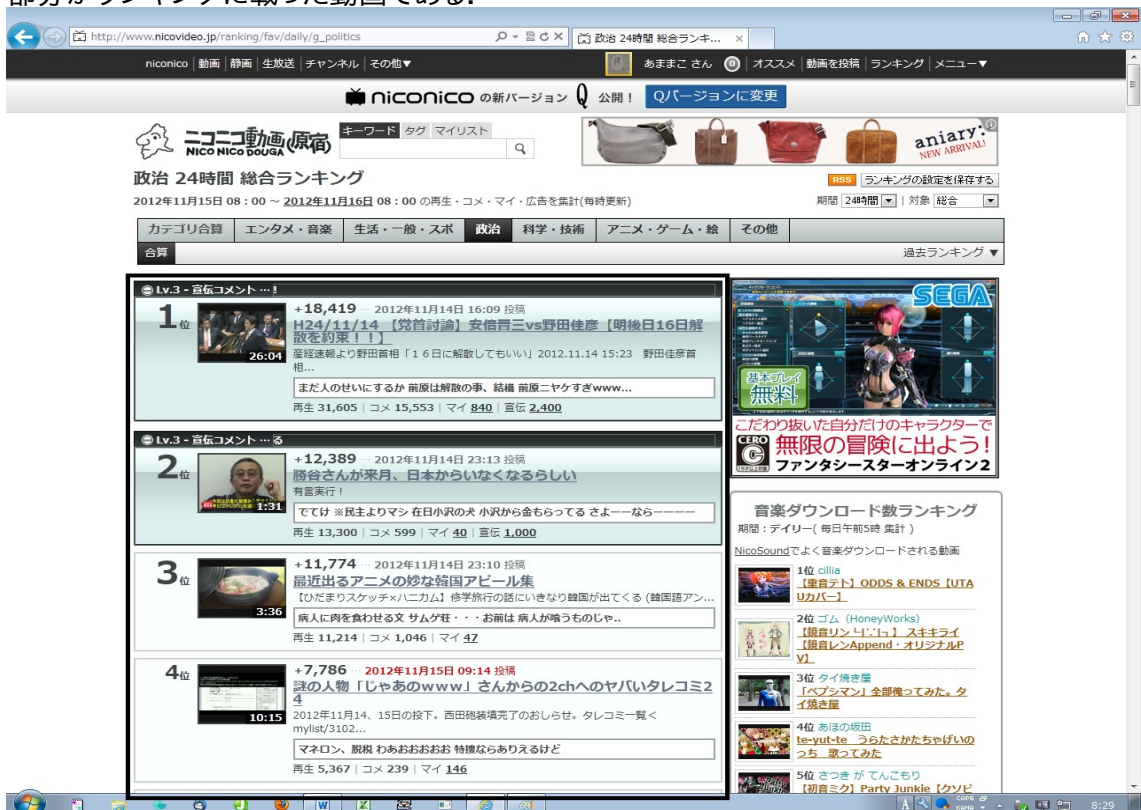 http://www.nicovideo.jp/ranking/fav/daily/g_politics
政治 24時間 総合ランキ...
niconico 動画 静画 生放送 チャンネル その他▼
あままこ さん 0 オススメ 動画を投稿 ランキング メニュー▼
niconico の新バージョン Q 公開！ Qバージョンに変更
ニコニコ動画(原宿)
NICO NICO DOUGA
キーワード タグ マイリスト
aniary
NEW ARRIVAL!
政治 24時間 総合ランキング
RSS ランキングの設定を保存する
2012年11月15日 08：00 ～ 2012年11月16日 08：00 の再生・コメ・マイ・広告を集計(毎時更新)
期間 24時間 | 対象 総合
カテゴリ合算 エンタメ・音楽 生活・一般・スポ 政治 科学・技術 アニメ・ゲーム・絵 その他
合算
過去ランキング ▼
Lv.3 - 宣伝コメント …！
1位
+18,419 … 2012年11月14日 16:09 投稿
H24/11/14 【党首討論】安倍晋三vs野田佳彦【明後日16日解
散を約束！！】
産経速報より野田首相「１６日に解散してもいい」2012.11.14 15:23 野田佳彦首
相...
26:04
まだ人のせいにするか 前原は解散の事、結構 前原ニヤケすぎwww...
再生 31,605 | コメ 15,553 | マイ 840 | 宣伝 2,400
Lv.3 - 宣伝コメント … る
2位
+12,389 … 2012年11月14日 23:13 投稿
勝谷さんが来月、日本からいなくなるらしい
有言実行！
1:31
でてけ ※民主よりマシ 在日小沢の犬 小沢から金もらってる さよーーなら————
再生 13,300 | コメ 599 | マイ 40 | 宣伝 1,000
3位
+11,774 … 2012年11月14日 23:10 投稿
最近出るアニメの妙な韓国アピール集
【ひだまりスケッチ×ハニカム】修学旅行の話にいきなり韓国が出てくる (韓国語アン...
3:36
病人に肉を食わせる文 サムゲ荘・・・お前は 病人が喰うものじゃ..
再生 11,214 | コメ 1,046 | マイ 47
4位
+7,786 … 2012年11月15日 09:14 投稿
謎の人物「じゃあのwww」さんからの2chへのヤバいタレコミ2
4
2012年11月14、15日の投下。西田砲装填完了のおしらせ。タレコミ一覧＜
mylist/3102...
10:15
マネロン、脱税 わあおおおおお 特捜ならありえるけど
再生 5,367 | コメ 239 | マイ 146
SEGA
基本プレイ
無料
こだわり抜いた自分だけのキャラクターで
CERO
無限の冒険に出よう！
ファンタシースターオンライン2
音楽ダウンロード数ランキング
期間：デイリー( 毎日午前5時 集計 )
NicoSoundでよく音楽ダウンロードされる動画
1位 cillia
【重音テト】ODDS & ENDS【UTA
Uカバー】
2位 ゴム（HoneyWorks）
スキキライ
【鏡音レンAppend・オリジナルP
V】
3位 タイ焼き屋
「ペプシマン」全部俺ってみた。タ
イ焼き屋
4位 あほの坂田
te-yut-te うらたさかたちゃげいの
っち 歌ってみた
5位 さつき が てんこもり
【初音ミク】Party Junkie【クソビ
8:29